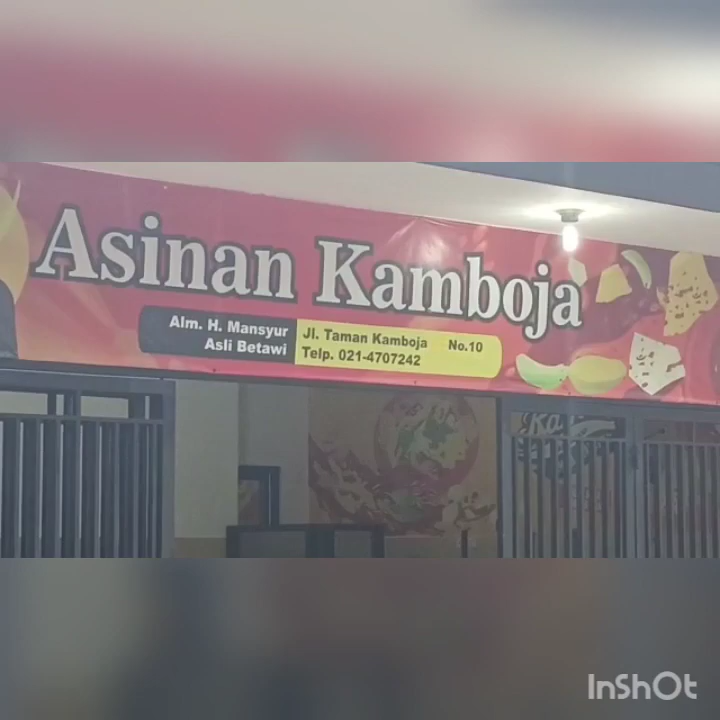 Asinan Kamboja
Alm. H. Mansyur
Asli Betawi
Jl. Taman Kamboja No.10
Telp. 021-4707242
InShOt